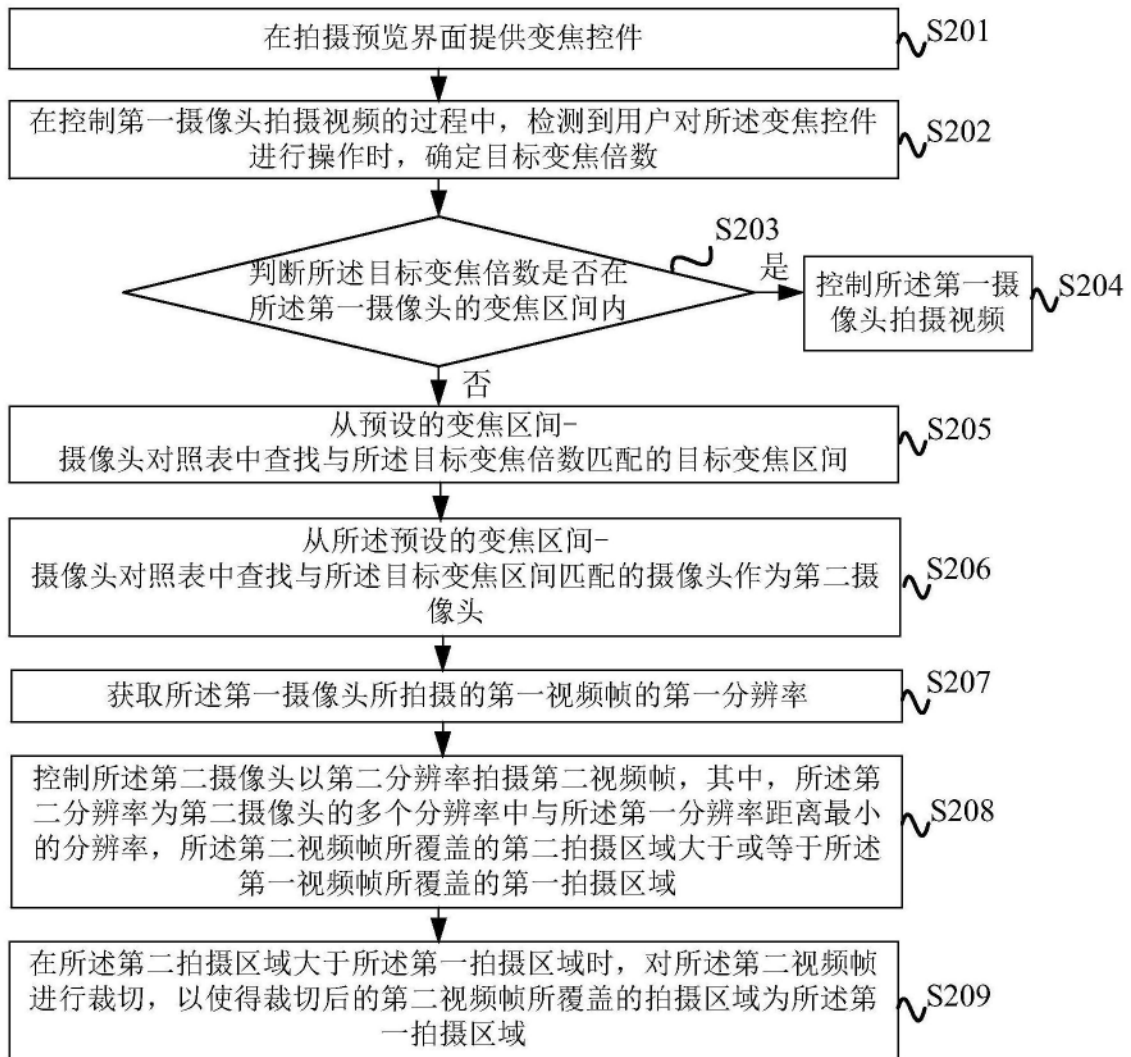 在拍摄预览界面提供变焦控件
S201
在控制第一摄像头拍摄视频的过程中，检测到用户对所述变焦控件
进行操作时，确定目标变焦倍数
S202
S203
判断所述目标变焦倍数是否在
所述第一摄像头的变焦区间内
是
控制所述第一摄
像头拍摄视频
S204
否
从预设的变焦区间-
摄像头对照表中查找与所述目标变焦倍数匹配的目标变焦区间
S205
从所述预设的变焦区间-
摄像头对照表中查找与所述目标变焦区间匹配的摄像头作为第二摄
像头
S206
获取所述第一摄像头所拍摄的第一视频帧的第一分辨率
S207
控制所述第二摄像头以第二分辨率拍摄第二视频帧，其中，所述第
二分辨率为第二摄像头的多个分辨率中与所述第一分辨率距离最小
的分辨率，所述第二视频帧所覆盖的第二拍摄区域大于或等于所述
第一视频帧所覆盖的第一拍摄区域
S208
在所述第二拍摄区域大于所述第一拍摄区域时，对所述第二视频帧
进行裁切，以使得裁切后的第二视频帧所覆盖的拍摄区域为所述第
一拍摄区域
S209